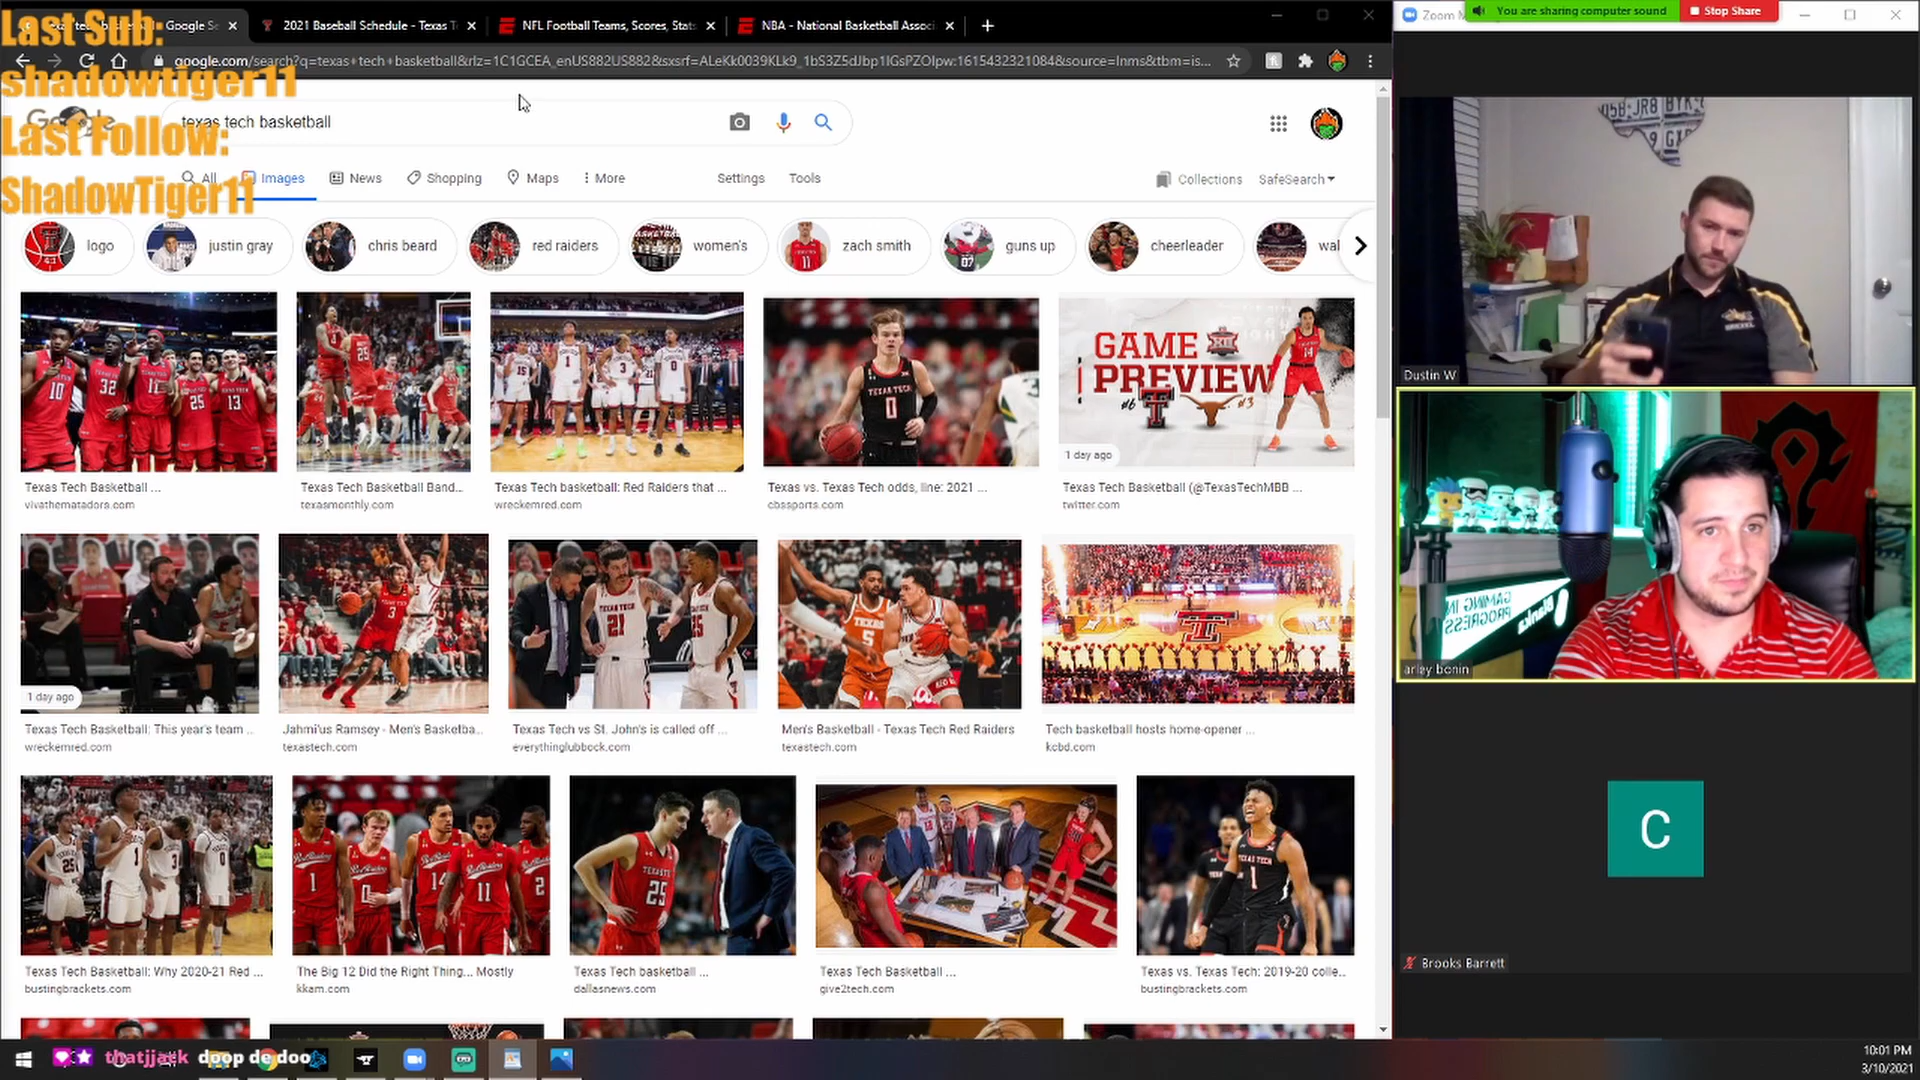 Last Sub:
shadowtiger11
Last Follow:
ShadowTiger11
2021 Baseball Schedule - Texas T
NFL Football Teams, Scores, Stats
NBA - National Basketball Associ
google.com/search?q=texas+tech+basketball&rlz=1C1GCEA_enUS882US882&sxsrf=ALeKk0039KLk9_1bS3Z5dJbp1IGsPZOIpw:1615432321084&source=lnms&tbm=is...
texas tech basketball
All
Images
News
Shopping
Maps
More
Settings
Tools
Collections
SafeSearch
logo
justin gray
chris beard
red raiders
women's
zach smith
guns up
cheerleader
wal
GAME
PREVIEW
#6
#3
1 day ago
Texas Tech Basketball ...
vivathematadors.com
Texas Tech Basketball Band...
texasmonthly.com
Texas Tech basketball: Red Raiders that ...
wreckemred.com
Texas vs. Texas Tech odds, line: 2021 ...
cbssports.com
Texas Tech Basketball (@TexasTechMBB ...
twitter.com
1 day ago
Texas Tech Basketball: This year's team ..
wreckemred.com
Jahmi'us Ramsey - Men's Basketba...
texastech.com
Texas Tech vs St. John's is called off ...
everythinglubbock.com
Men's Basketball - Texas Tech Red Raiders
texastech.com
Tech basketball hosts home-opener ...
kcbd.com
Texas Tech Basketball: Why 2020-21 Red ...
bustingbrackets.com
The Big 12 Did the Right Thing... Mostly
kkam.com
Texas Tech basketball ...
dallasnews.com
Texas Tech Basketball ...
give2tech.com
Texas vs. Texas Tech: 2019-20 colle...
bustingbrackets.com
thatjjack doop de doo
10:01 PM
3/10/2021
Zoom M
You are sharing computer sound
Stop Share
Dustin W
GAMING IN
PROGRESS
arley bonin
C
Brooks Barrett